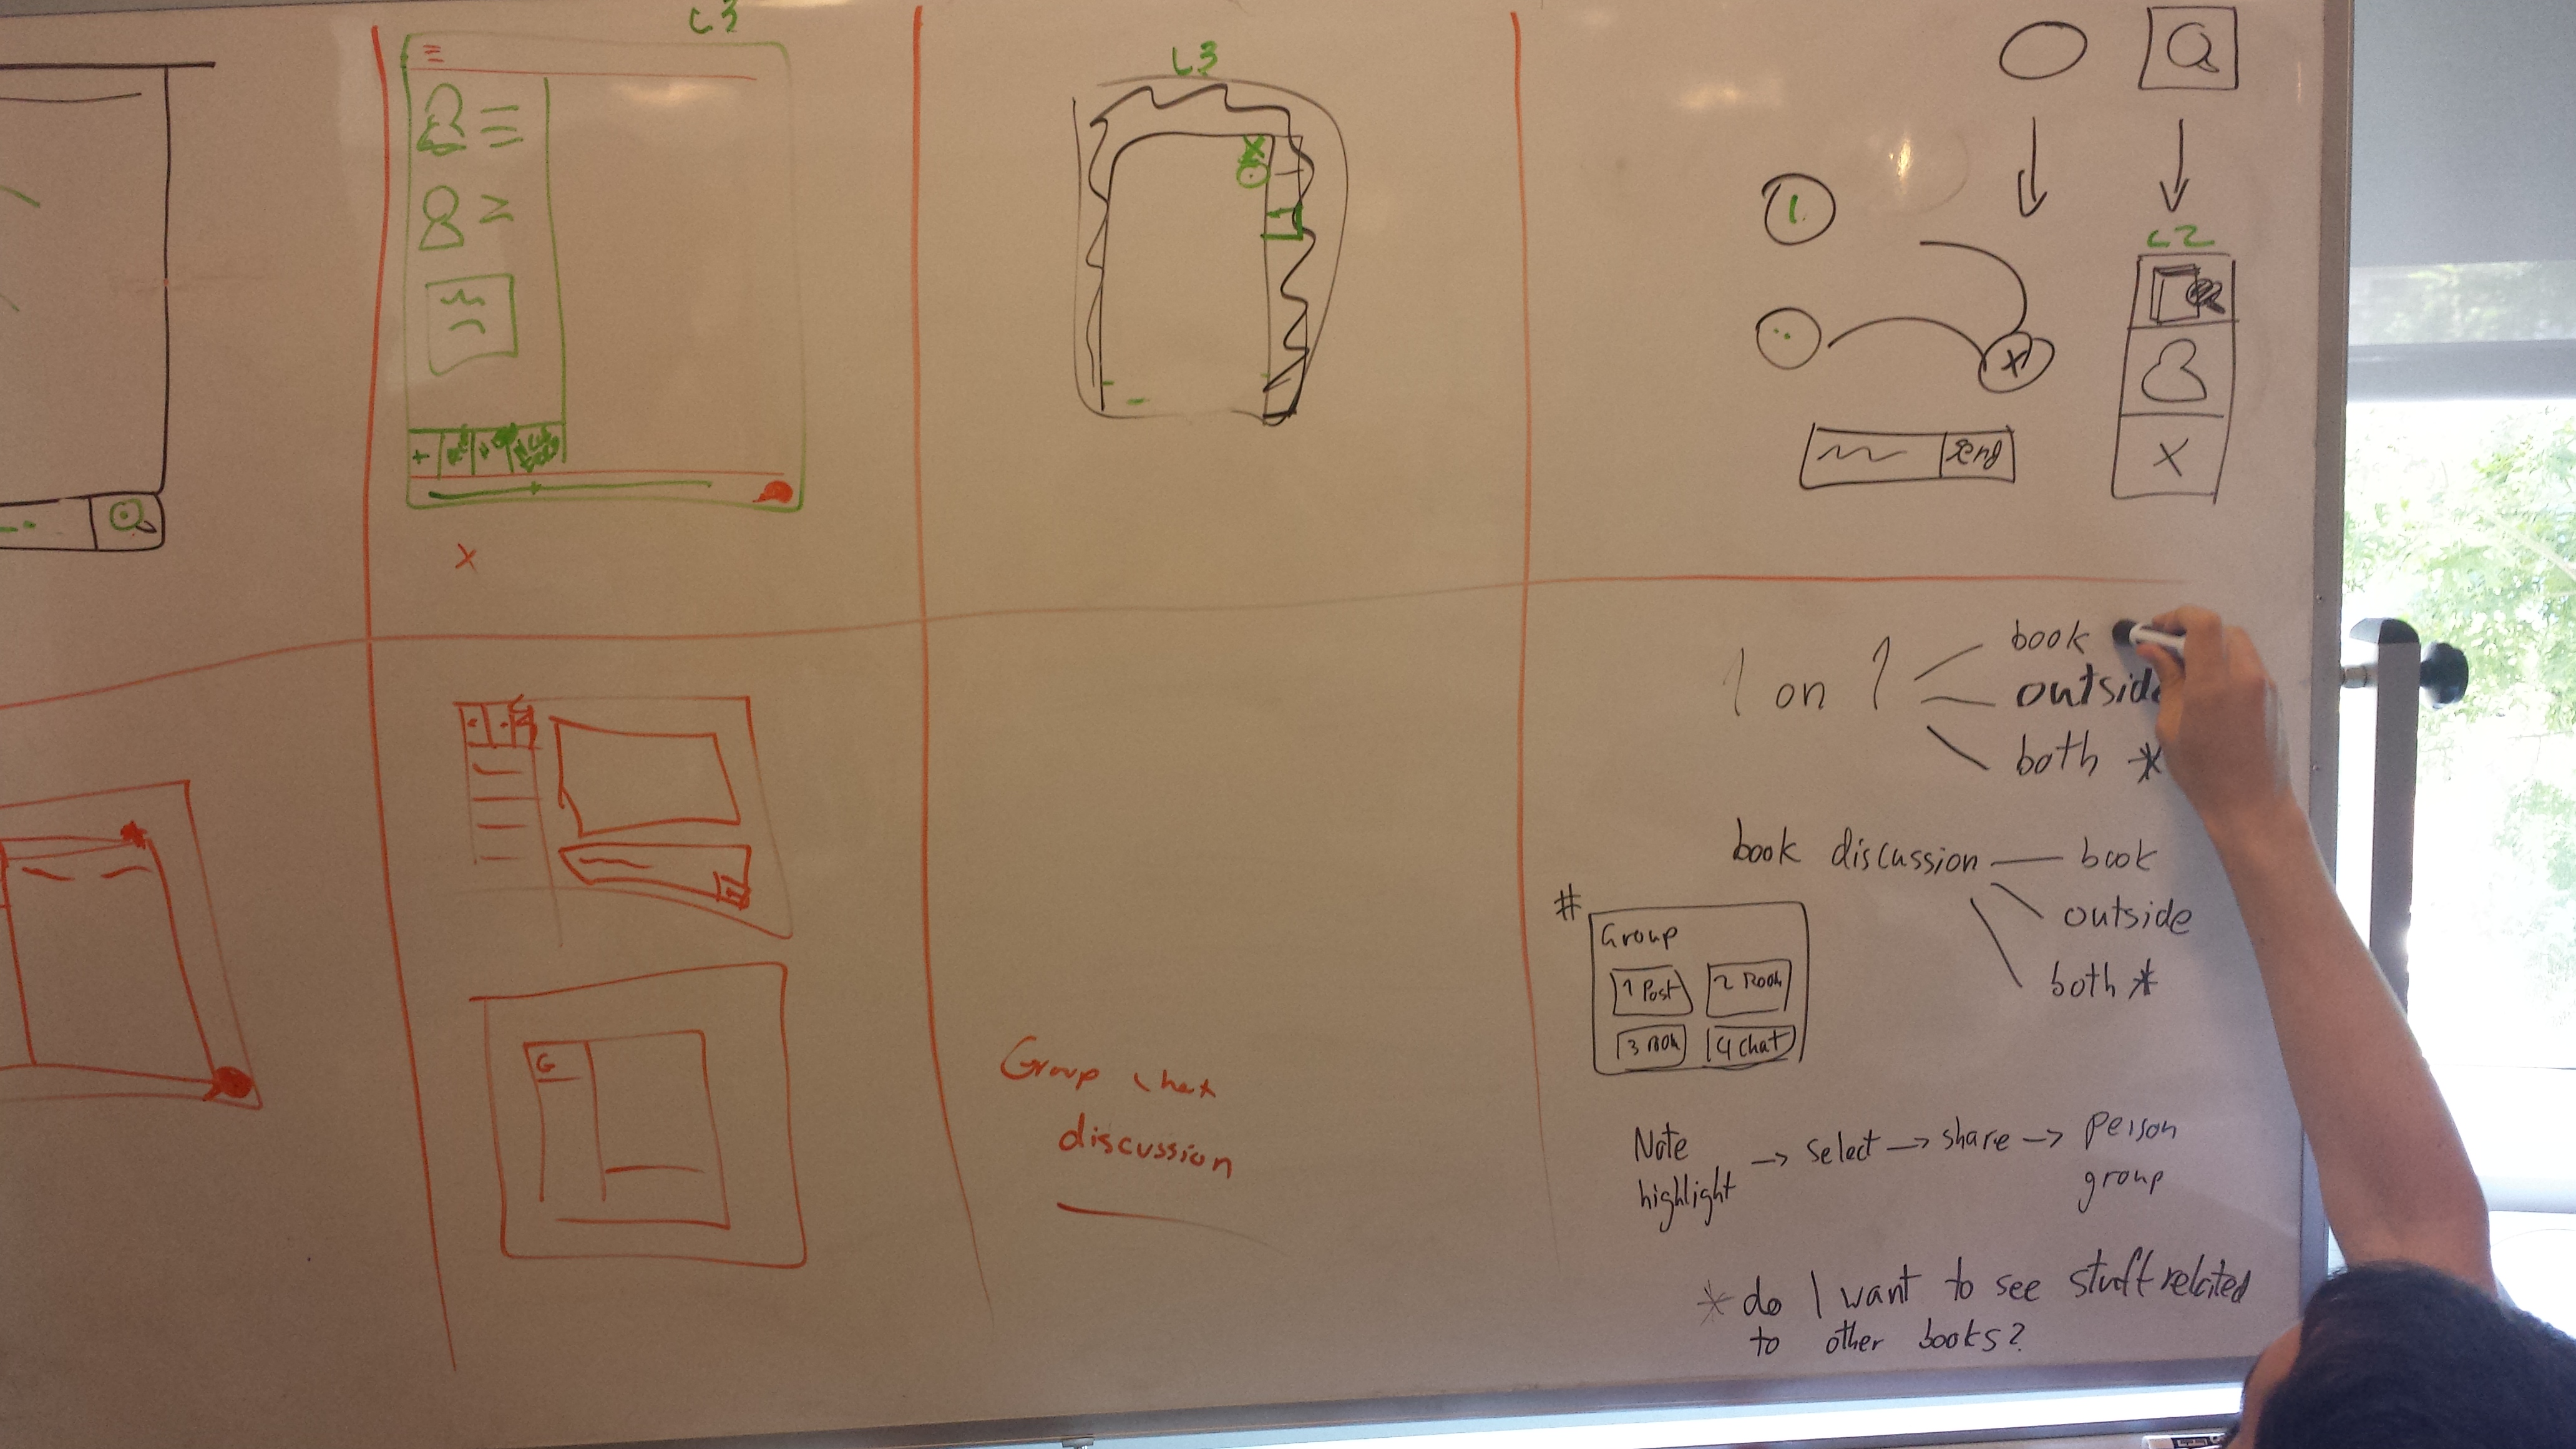 L3
L3
L2
Send
1 on 1
book
outside
both *
book discussion
book
outside
both *
#
Group
1 Post
2 Room
3 Book
4 Chat
G
Group chat
discussion
Note
highlight
→ select → share → person
group
* do I want to see stuff related
to other books?